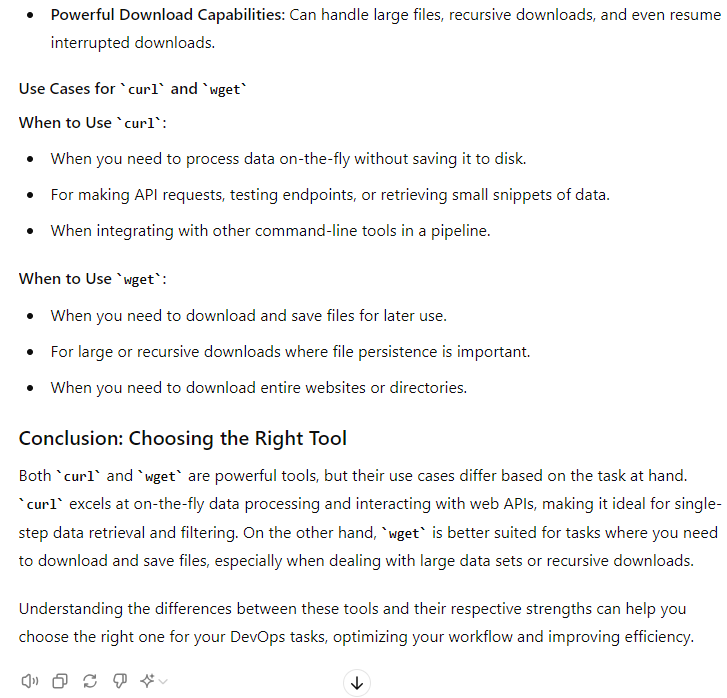 Powerful Download Capabilities: Can handle large files, recursive downloads, and even resume
interrupted downloads.
Use Cases for `curl` and `wget`
When to Use `curl`:
When you need to process data on-the-fly without saving it to disk.
For making API requests, testing endpoints, or retrieving small snippets of data.
When integrating with other command-line tools in a pipeline.
When to Use `wget`:
When you need to download and save files for later use.
For large or recursive downloads where file persistence is important.
When you need to download entire websites or directories.
Conclusion: Choosing the Right Tool
Both `curl` and `wget` are powerful tools, but their use cases differ based on the task at hand.
`curl` excels at on-the-fly data processing and interacting with web APIs, making it ideal for single-
step data retrieval and filtering. On the other hand, `wget` is better suited for tasks where you need
to download and save files, especially when dealing with large data sets or recursive downloads.
Understanding the differences between these tools and their respective strengths can help you
choose the right one for your DevOps tasks, optimizing your workflow and improving efficiency.